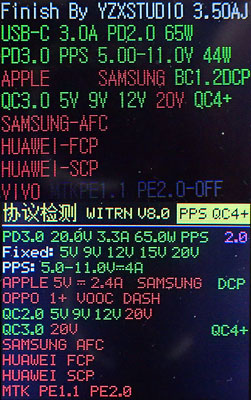 Finish By YZXSTUDIO 3.50AJ
USB-C 3.0A PD2.0 65W
PD3.0 PPS 5.00-11.0V 44W
APPLE SAMSUNG BC1.2DCP
QC3.0 5V 9V 12V 20V QC4+
SAMSUNG-AFC
HUAWEI-FCP
HUAWEI-SCP
VIVO MTKPE1.1 PE2.0-OFF
协议检测 WITRN V8.0 PPS QC4+
PD3.0 20.0V 3.3A 65.0W PPS 2.0
Fixed: 5V 9V 12V 15V 20V
PPS: 5.0-11.0V=4A
APPLE 5V = 2.4A SAMSUNG DCP
OPPO 1+ VOOC DASH
QC2.0 5V 9V 12V 20V
QC3.0 20V QC4+
SAMSUNG AFC
HUAWEI FCP
HUAWEI SCP
MTK PE1.1 PE2.0